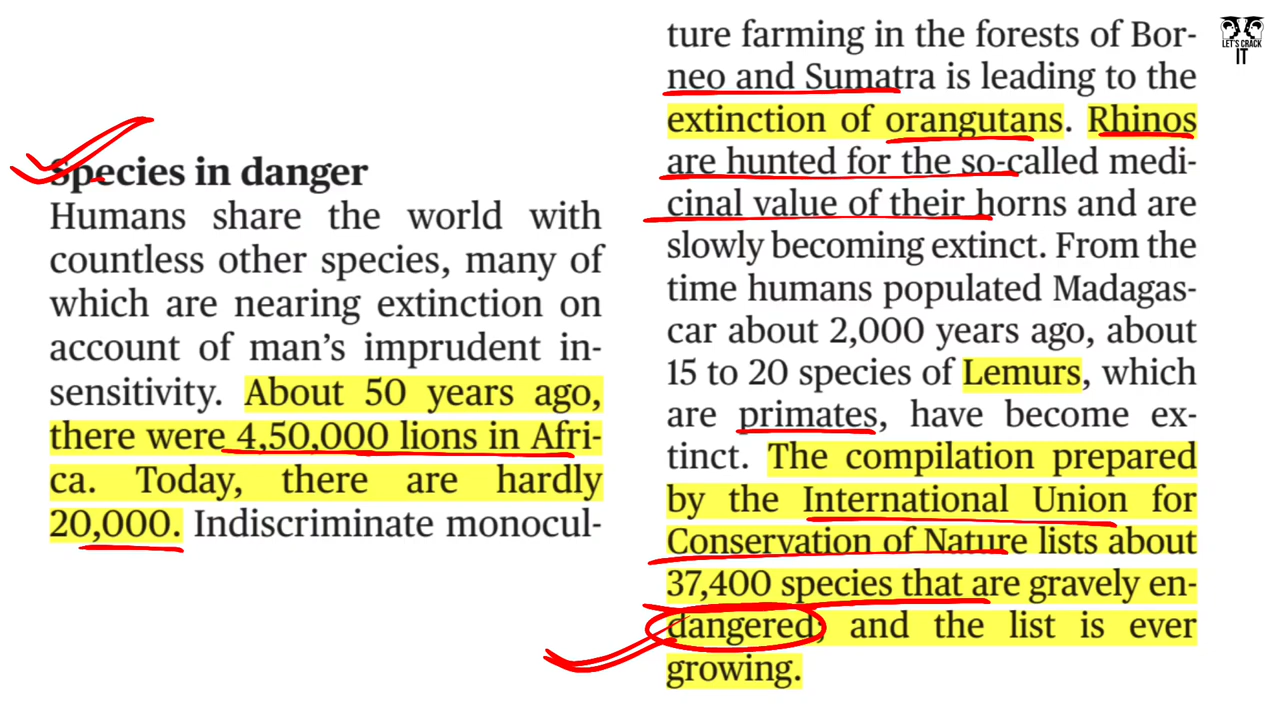 Species in danger
Humans share the world with
countless other species, many of
which are nearing extinction on
account of man's imprudent in-
sensitivity. About 50 years ago,
there were 4,50,000 lions in Afri-
ca. Today, there are hardly
20,000. Indiscriminate monocul-
ture farming in the forests of Bor-
neo and Sumatra is leading to the
extinction of orangutans. Rhinos
are hunted for the so-called medi-
cinal value of their horns and are
slowly becoming extinct. From the
time humans populated Madagas-
car about 2,000 years ago, about
15 to 20 species of Lemurs, which
are primates, have become ex-
tinct. The compilation prepared
by the International Union for
Conservation of Nature lists about
37,400 species that are gravely en-
dangered; and the list is ever
growing.
LET'S CRACK
IT